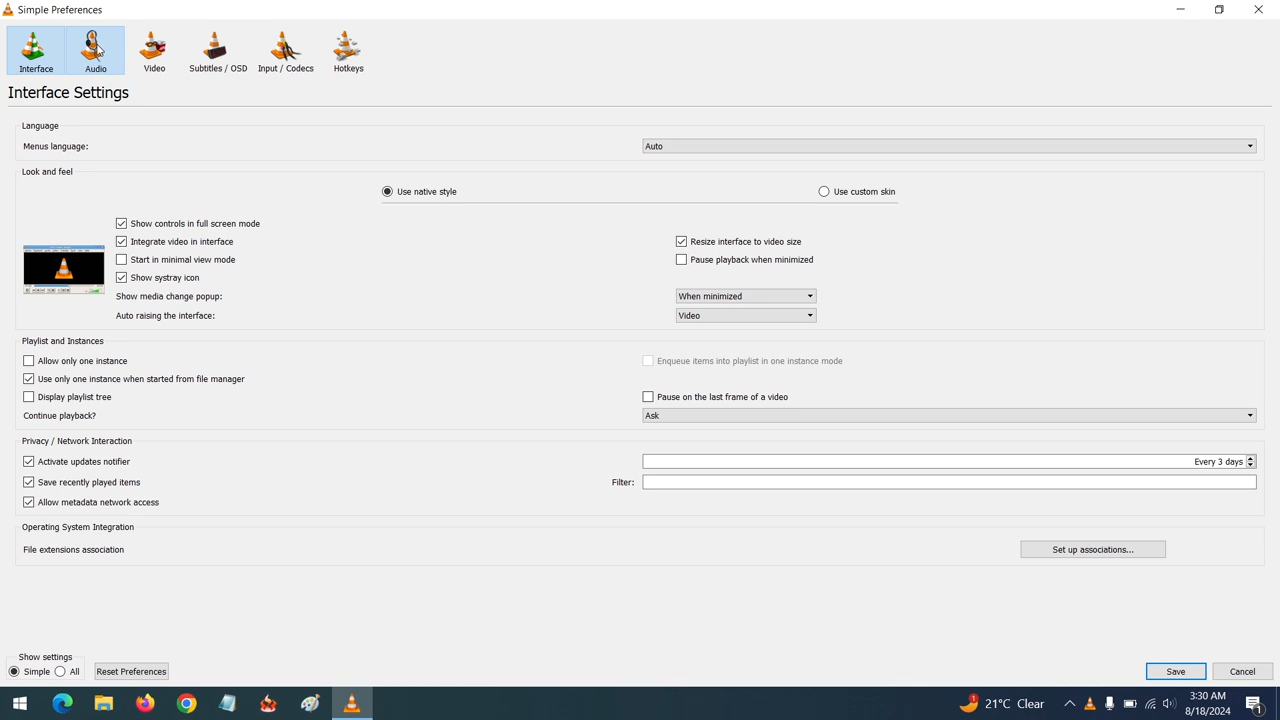 Simple Preferences
Interface Audio Video Subtitles / OSD Input / Codecs Hotkeys
Interface Settings
Language
Menus language: Auto
Look and feel
Use native style Use custom skin
Show controls in full screen mode
Integrate video in interface Resize interface to video size
Start in minimal view mode Pause playback when minimized
Show systray icon
Show media change popup: When minimized
Auto raising the interface: Video
Playlist and Instances
Allow only one instance Enqueue items into playlist in one instance mode
Use only one instance when started from file manager
Display playlist tree Pause on the last frame of a video
Continue playback? Ask
Privacy / Network Interaction
Activate updates notifier Every 3 days
Save recently played items Filter:
Allow metadata network access
Operating System Integration
File extensions association Set up associations...
Show settings
Simple All Reset Preferences Save Cancel
1 21°C Clear 3:30 AM
8/18/2024 1